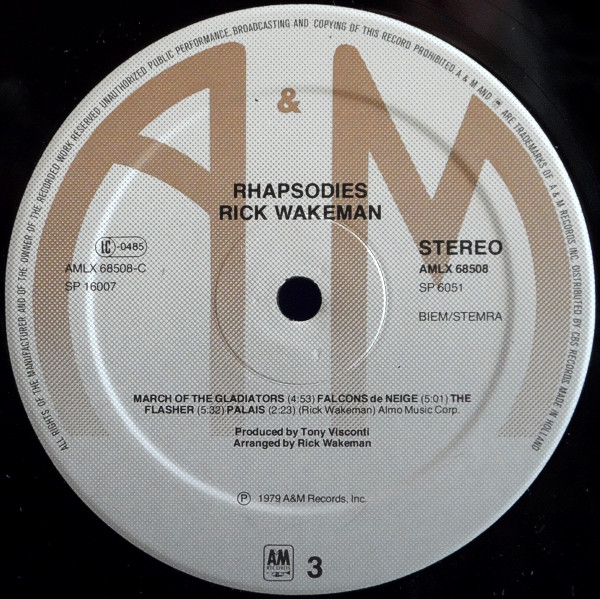 ALL RIGHTS OF THE MANUFACTURER AND OF THE OWNER OF THE RECORDED WORK RESERVED. UNAUTHORIZED PUBLIC PERFORMANCE, BROADCASTING AND COPYING OF THIS RECORD PROHIBITED. A & M AND ARE TRADEMARKS OF A & M RECORDS INC. DISTRIBUTED BY CBS RECORDS MADE IN HOLLAND
A & M
RHAPSODIES
RICK WAKEMAN
LC-0485
AMLX 68508-C
SP 16007
STEREO
AMLX 68508
SP 6051
BIEM/STEMRA
MARCH OF THE GLADIATORS (4:53) FALCONS de NEIGE (5:01) THE
FLASHER (5:32) PALAIS (2:23) (Rick Wakeman) Almo Music Corp.
Produced by Tony Visconti
Arranged by Rick Wakeman
Ⓟ 1979 A&M Records, Inc.
AM
RECORDS
3